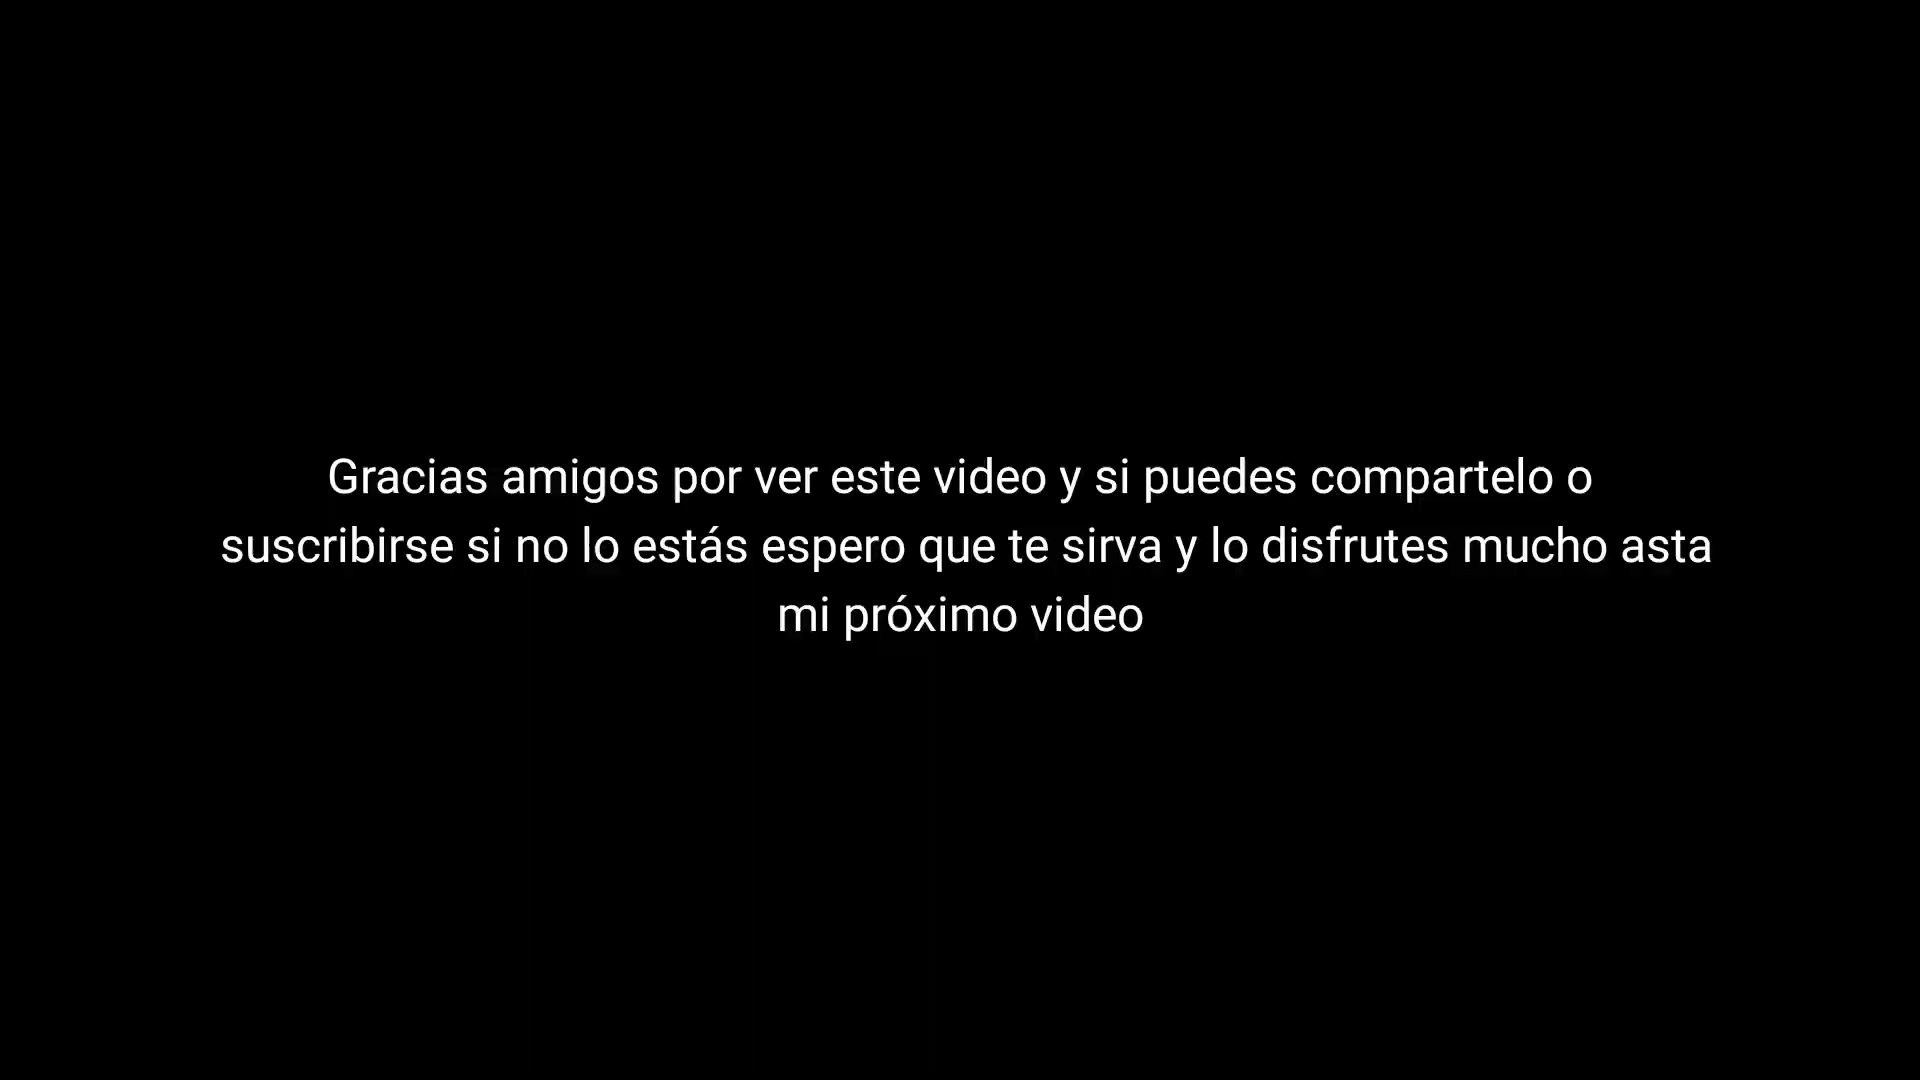 Gracias amigos por ver este video y si puedes compartelo o
suscribirse si no lo estás espero que te sirva y lo disfrutes mucho asta
mi próximo video